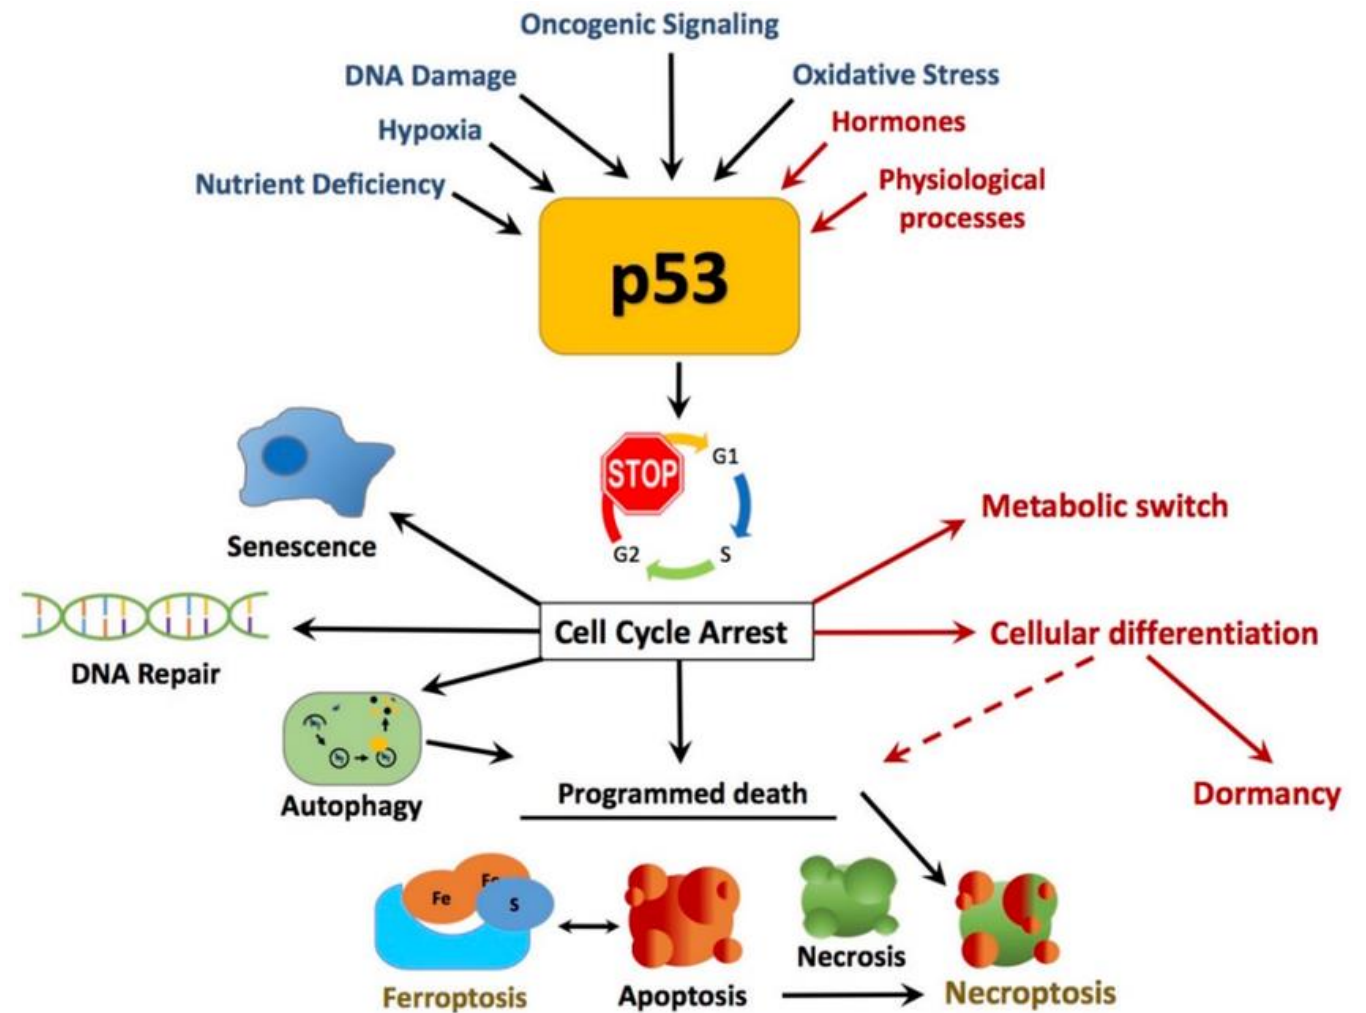 Oncogenic Signaling
DNA Damage
Oxidative Stress
Hypoxia
Hormones
Nutrient Deficiency
Physiological
processes
p53
STOP
G1
G2
S
Senescence
Metabolic switch
Cell Cycle Arrest
Cellular differentiation
DNA Repair
Autophagy
Programmed death
Dormancy
Fe
Fe
S
Necrosis
Ferroptosis
Apoptosis
Necroptosis